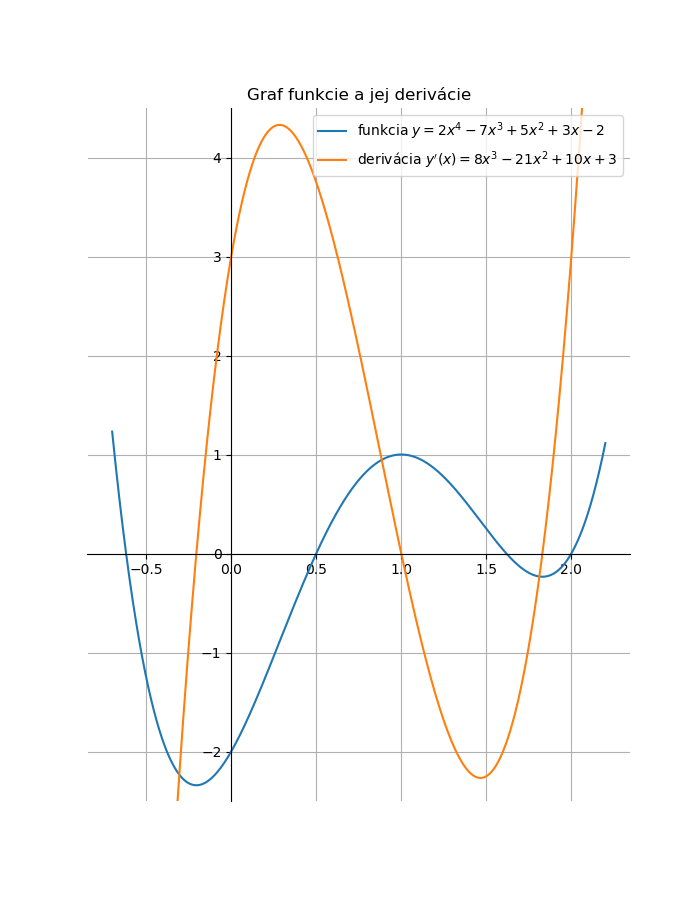 Graf funkcie a jej derivácie
funkcia y = 2x⁴ − 7x³ + 5x² + 3x − 2
derivácia y′(x) = 8x³ − 21x² + 10x + 3
4
3
2
1
0
−0.5 0.0 0.5 1.0 1.5 2.0
−1
−2